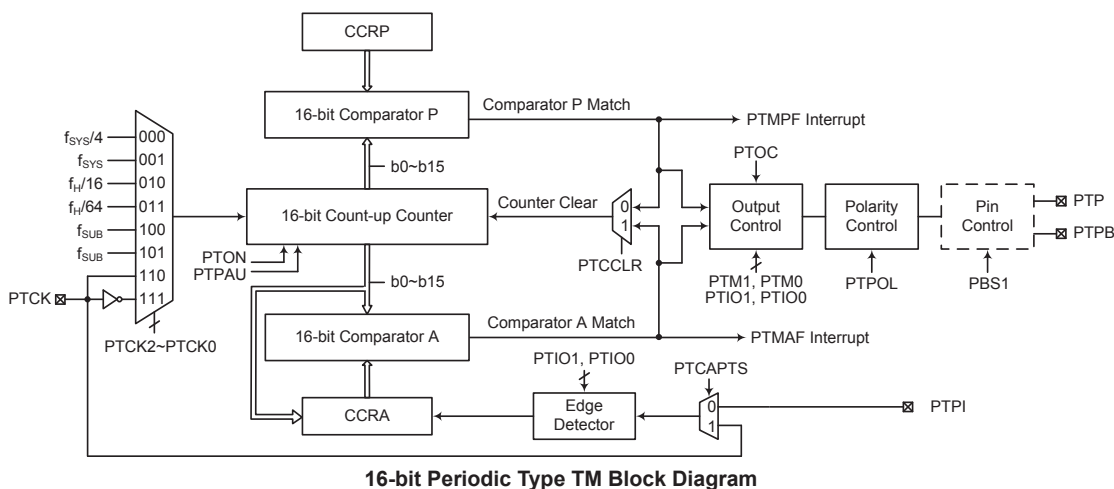 CCRP
16-bit Comparator P
Comparator P Match
PTMPF Interrupt
fSYS/4
000
fSYS
001
fH/16
010
fH/64
011
fSUB
100
fSUB
101
110
111
PTCK
PTCK2~PTCK0
b0~b15
16-bit Count-up Counter
Counter Clear
PTON
PTPAU
0
1
PTCCLR
PTOC
Output
Control
PTM1, PTM0
PTIO1, PTIO0
Polarity
Control
PTPOL
Pin
Control
PBS1
PTP
PTPB
b0~b15
16-bit Comparator A
Comparator A Match
PTMAF Interrupt
PTIO1, PTIO0
PTCAPTS
CCRA
Edge
Detector
0
1
PTPI
16-bit Periodic Type TM Block Diagram